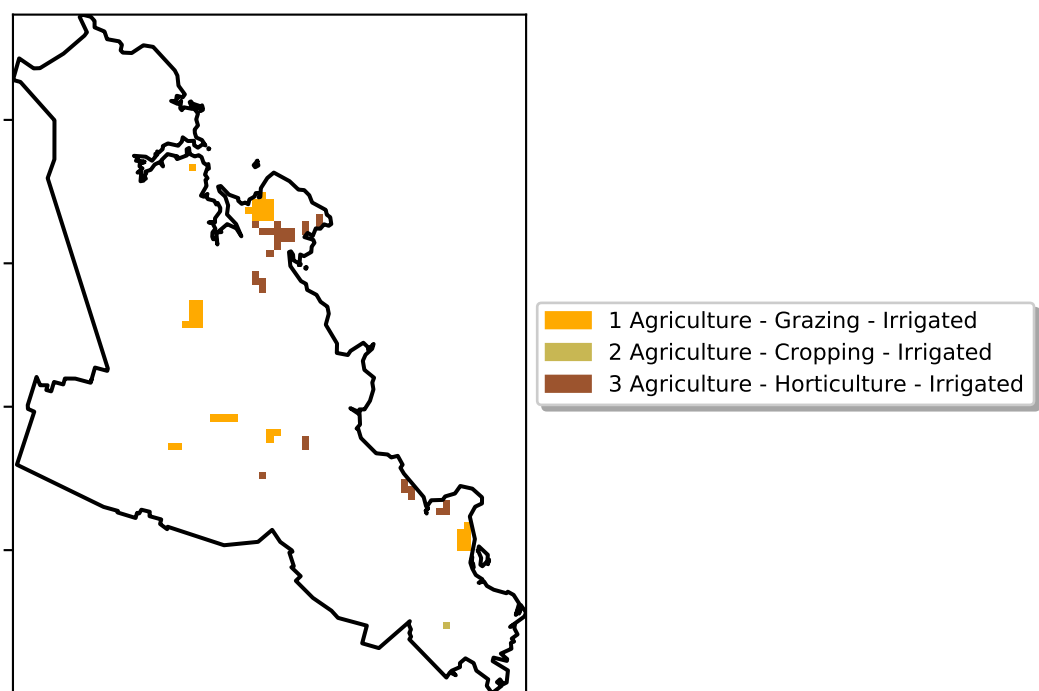 1 Agriculture - Grazing - Irrigated
2 Agriculture - Cropping - Irrigated
3 Agriculture - Horticulture - Irrigated